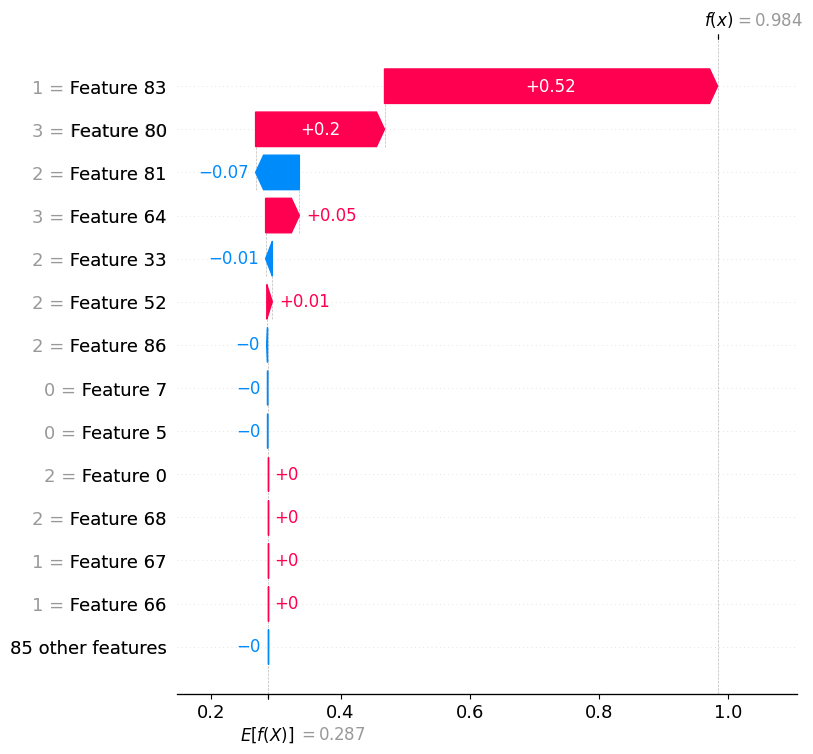 f(x) = 0.984
1 = Feature 83 +0.52
3 = Feature 80 +0.2
2 = Feature 81 −0.07
3 = Feature 64 +0.05
2 = Feature 33 −0.01
2 = Feature 52 +0.01
2 = Feature 86 −0
0 = Feature 7 −0
0 = Feature 5 −0
2 = Feature 0 +0
2 = Feature 68 +0
1 = Feature 67 +0
1 = Feature 66 +0
85 other features −0
0.2 0.4 0.6 0.8 1.0
E[f(X)] = 0.287